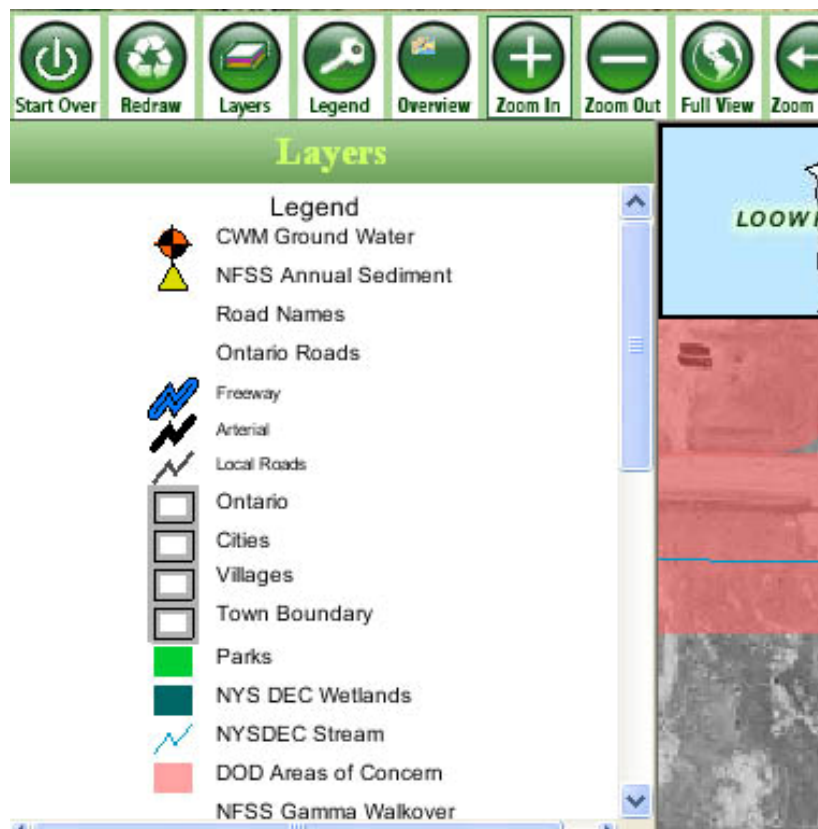 Start Over Redraw Layers Legend Overview Zoom In Zoom Out Full View Zoom
Layers
Legend
CWM Ground Water
NFSS Annual Sediment
Road Names
Ontario Roads
Freeway
Arterial
Local Roads
Ontario
Cities
Villages
Town Boundary
Parks
NYS DEC Wetlands
NYSDEC Stream
DOD Areas of Concern
NFSS Gamma Walkover